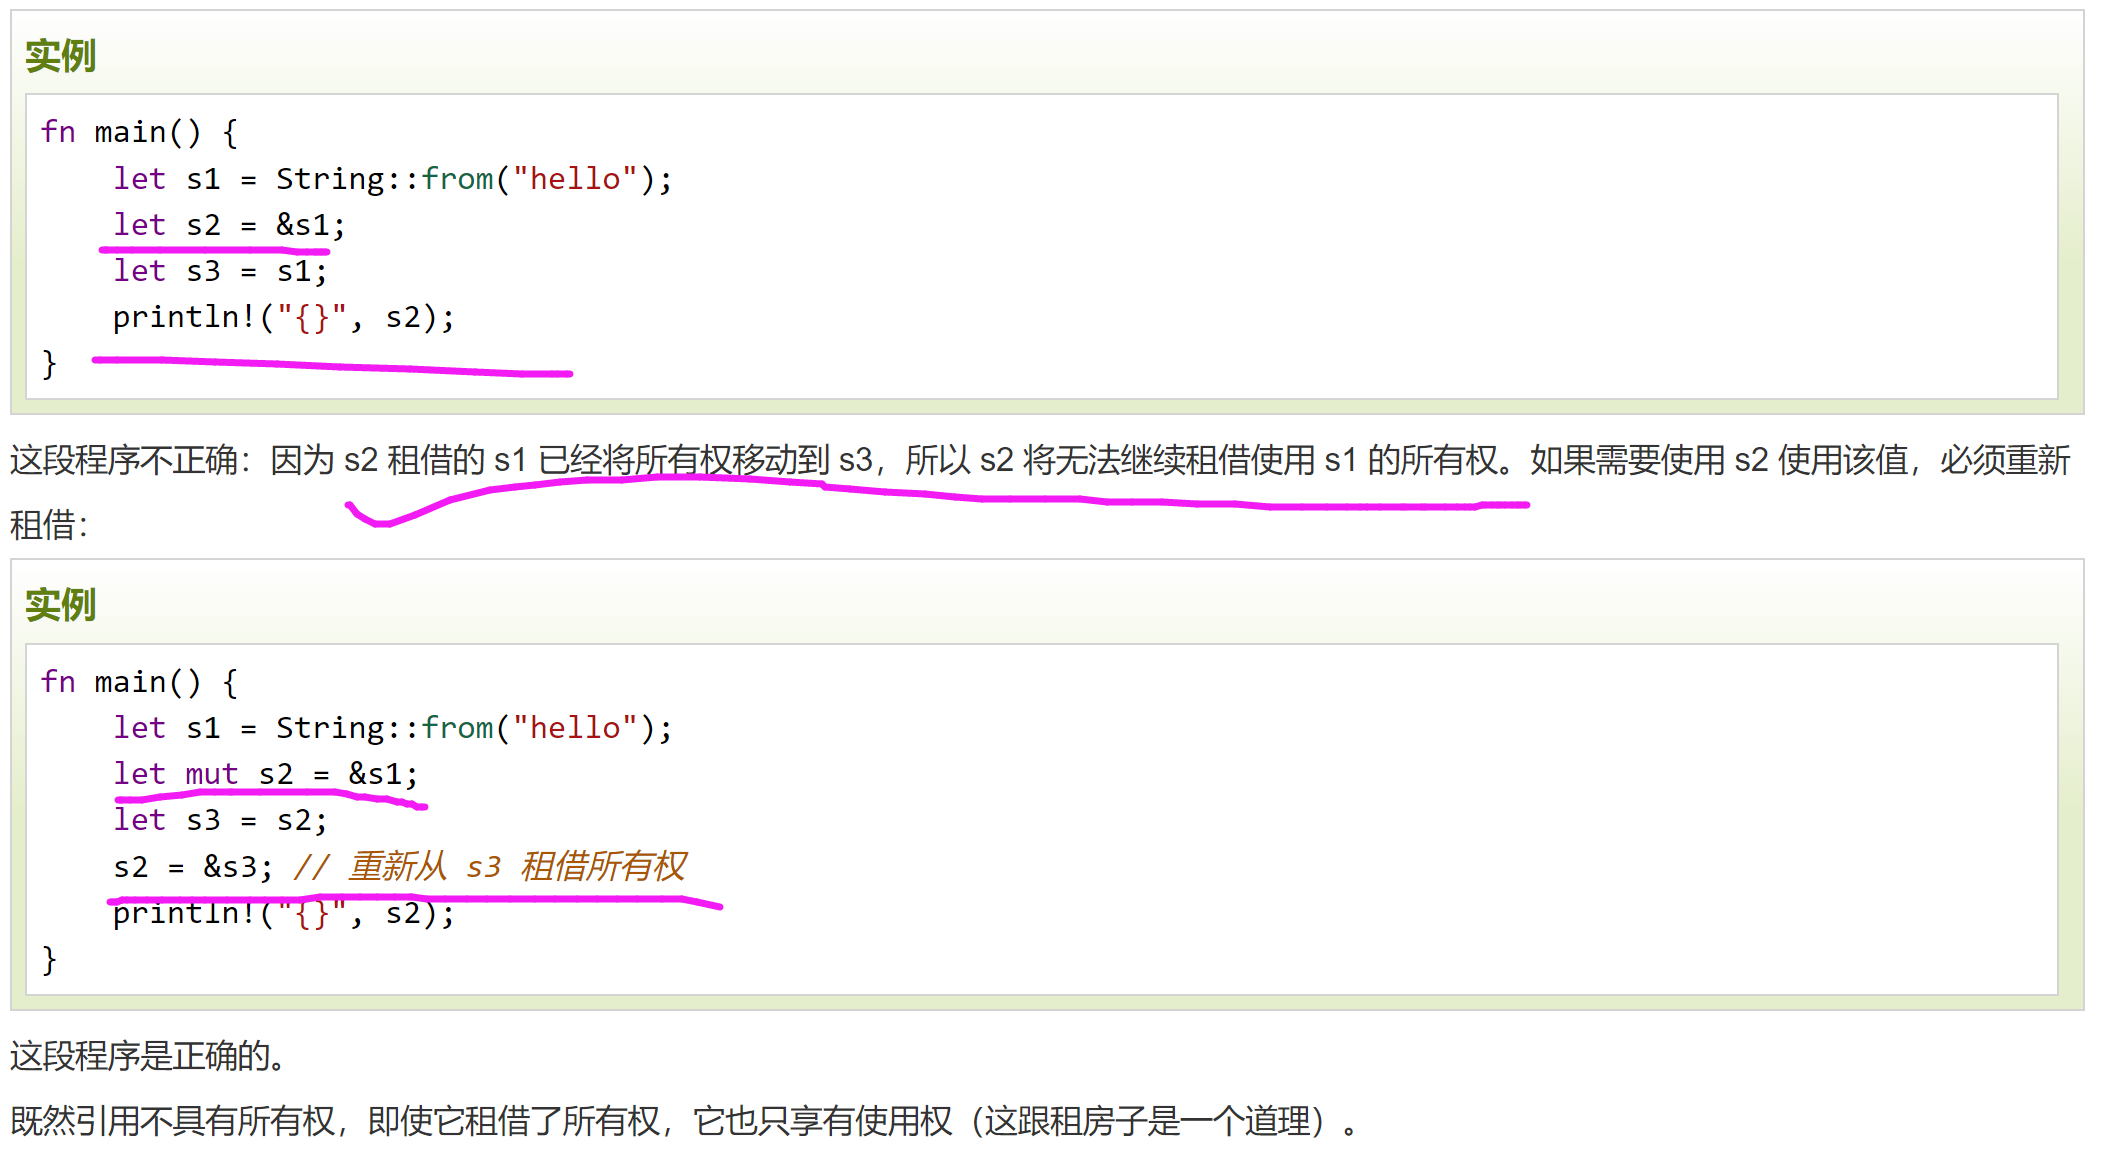 实例
fn main() {
    let s1 = String::from("hello");
    let s2 = &s1;
    let s3 = s1;
    println!("{}", s2);
}
这段程序不正确：因为 s2 租借的 s1 已经将所有权移动到 s3，所以 s2 将无法继续租借使用 s1 的所有权。如果需要使用 s2 使用该值，必须重新
租借：
实例
fn main() {
    let s1 = String::from("hello");
    let mut s2 = &s1;
    let s3 = s2;
    s2 = &s3; // 重新从 s3 租借所有权
    println!("{}", s2);
}
这段程序是正确的。
既然引用不具有所有权，即使它租借了所有权，它也只享有使用权（这跟租房子是一个道理）。